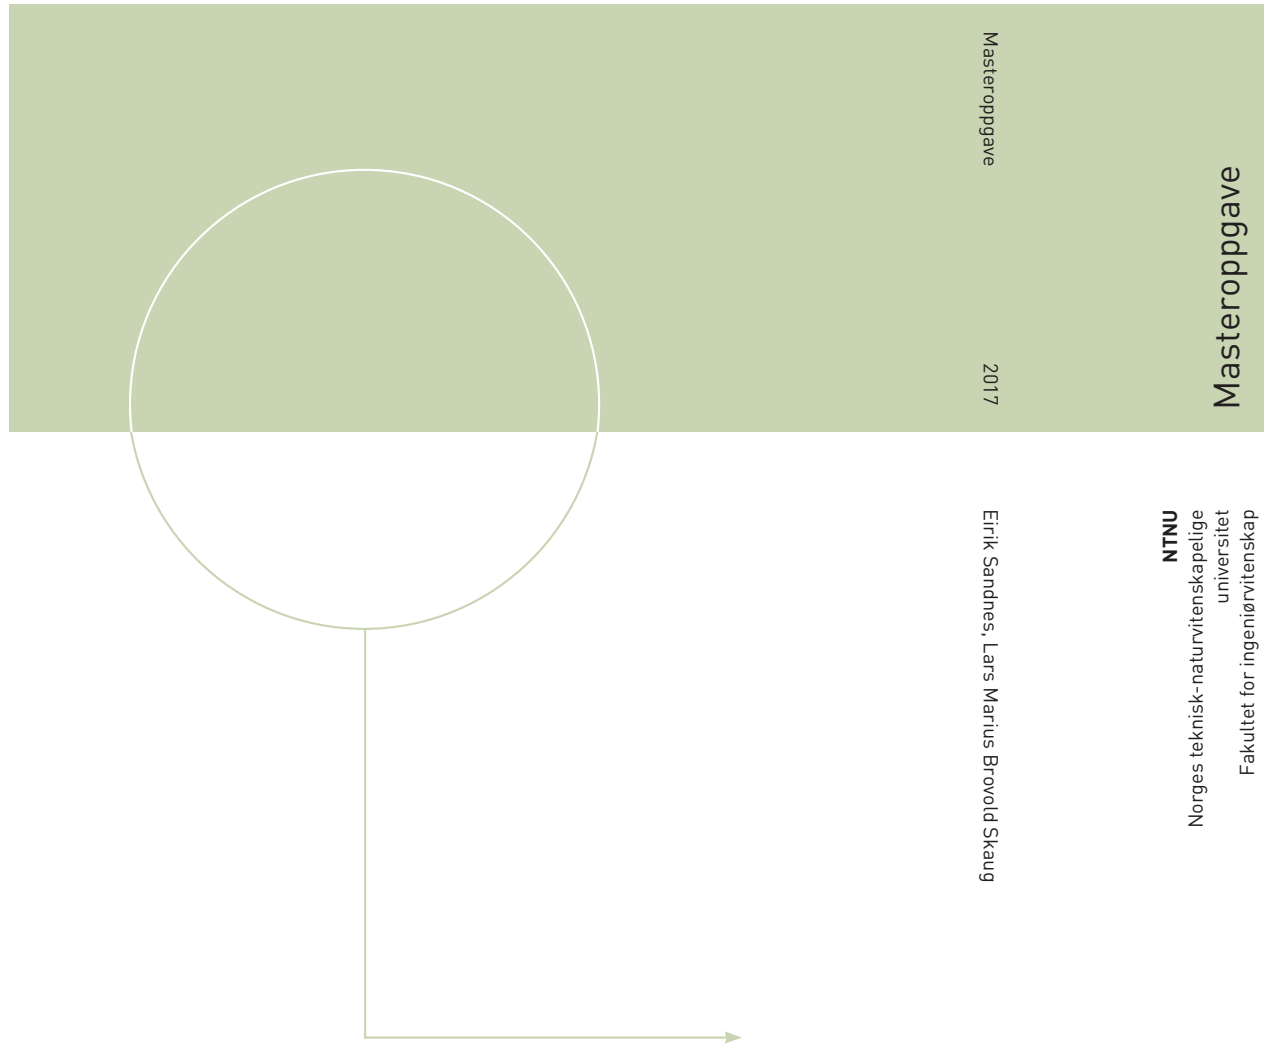 Masteroppgave
2017
Eirik Sandnes, Lars Marius Brovold Skaug
Masteroppgave
NTNU
Norges teknisk-naturvitenskapelige
universitet
Fakultet for ingeniørvitenskap